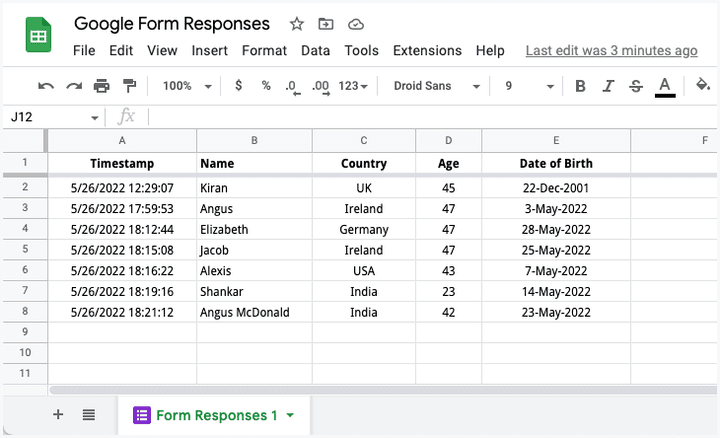 Google Form Responses
File Edit View Insert Format Data Tools Extensions Help Last edit was 3 minutes ago
100% $ % .0 .00 123 Droid Sans 9 B I S A
J12 fx
A B C D E F
1 Timestamp Name Country Age Date of Birth
2 5/26/2022 12:29:07 Kiran UK 45 22-Dec-2001
3 5/26/2022 17:59:53 Angus Ireland 47 3-May-2022
4 5/26/2022 18:12:44 Elizabeth Germany 47 28-May-2022
5 5/26/2022 18:15:08 Jacob Ireland 47 25-May-2022
6 5/26/2022 18:16:22 Alexis USA 43 7-May-2022
7 5/26/2022 18:19:16 Shankar India 23 14-May-2022
8 5/26/2022 18:21:12 Angus McDonald India 42 23-May-2022
9
10
11
Form Responses 1